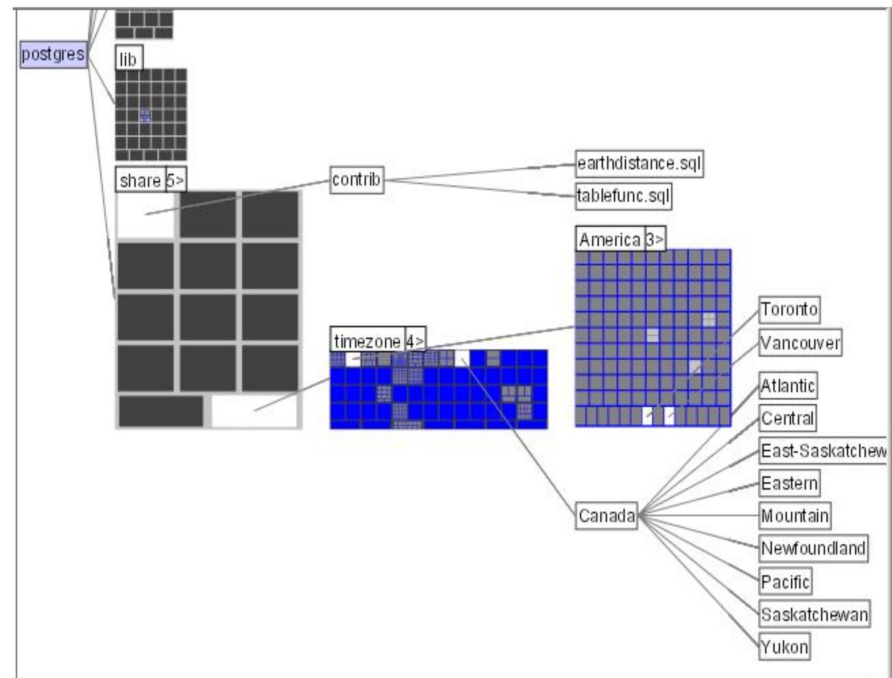 postgres
lib
share 5>
contrib
earthdistance.sql
tablefunc.sql
America 3>
timezone 4>
Toronto
Vancouver
Atlantic
Central
East-Saskatchew
Eastern
Canada
Mountain
Newfoundland
Pacific
Saskatchewan
Yukon